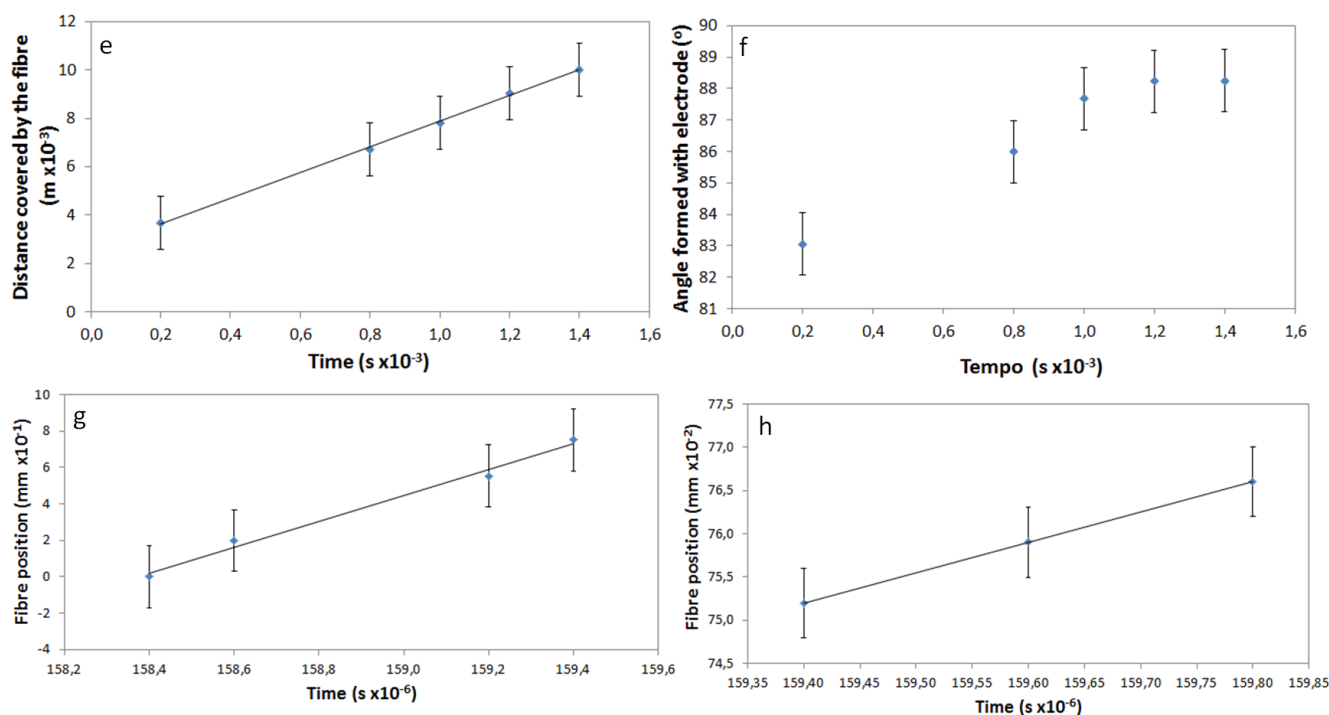 e
Distance covered by the fibre
(m x10-3)
12
10
8
6
4
2
0
0,0 0,2 0,4 0,6 0,8 1,0 1,2 1,4 1,6
Time (s x10-3)
f
Angle formed with electrode (º)
90
89
88
87
86
85
84
83
82
81
0,0 0,2 0,4 0,6 0,8 1,0 1,2 1,4 1,6
Tempo (s x10-3)
g
Fibre position (mm x10-1)
10
8
6
4
2
0
-2
-4
158,2 158,4 158,6 158,8 159,0 159,2 159,4 159,6
Time (s x10-6)
h
Fibre position (mm x10-2)
77,5
77,0
76,5
76,0
75,5
75,0
74,5
159,35 159,40 159,45 159,50 159,55 159,60 159,65 159,70 159,75 159,80 159,85
Time (s x10-6)